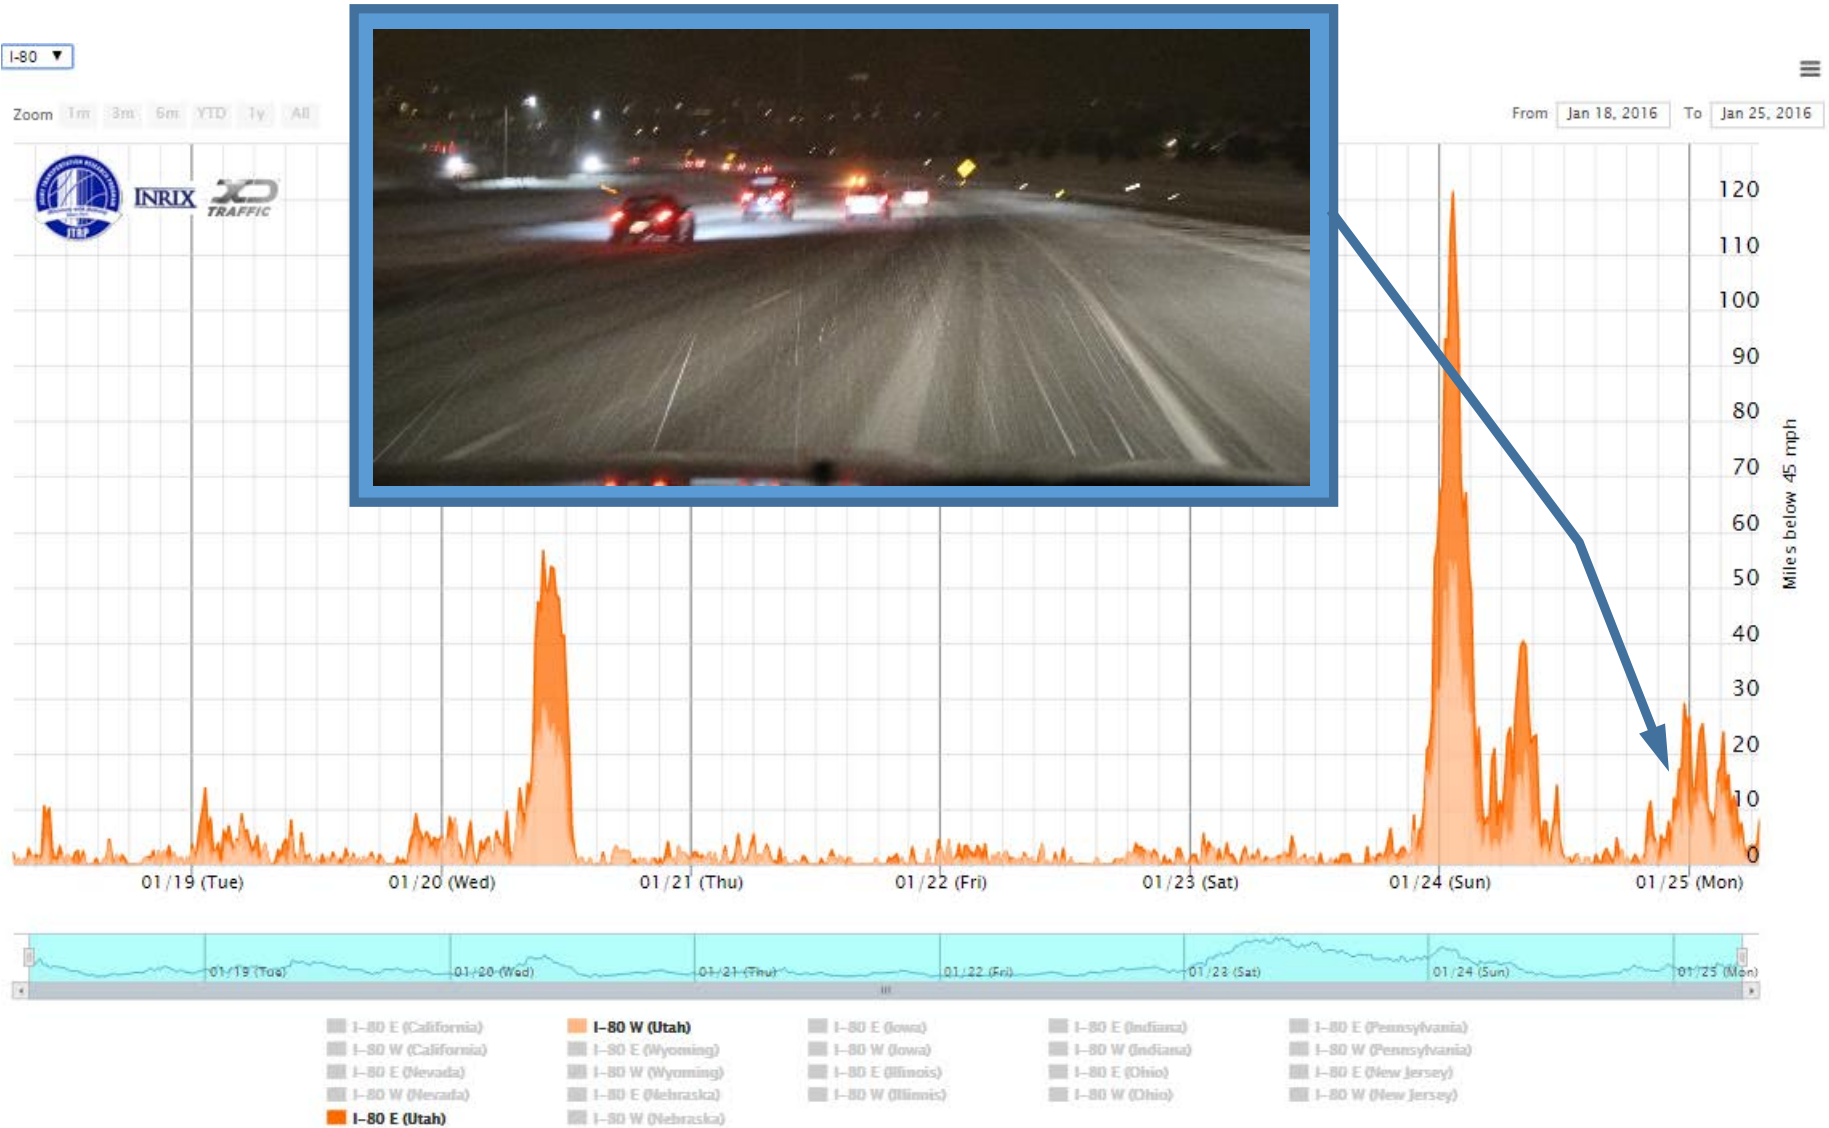 I-80 ▼
Zoom 1m 3m 6m YTD 1y All
From Jan 18, 2016 To Jan 25, 2016
JTRP
INRIX
XD
TRAFFIC
120
110
100
90
80
70
60
50
40
30
20
10
0
Miles below 45 mph
01/19 (Tue) 01/20 (Wed) 01/21 (Thu) 01/22 (Fri) 01/23 (Sat) 01/24 (Sun) 01/25 (Mon)
01/19 (Tue) 01/20 (Wed) 01/21 (Thu) 01/22 (Fri) 01/23 (Sat) 01/24 (Sun) 01/25 (Mon)
I-80 E (California) I-80 W (Utah) I-80 E (Iowa) I-80 E (Indiana) I-80 E (Pennsylvania)
I-80 W (California) I-80 E (Wyoming) I-80 W (Iowa) I-80 W (Indiana) I-80 W (Pennsylvania)
I-80 E (Nevada) I-80 W (Wyoming) I-80 E (Illinois) I-80 E (Ohio) I-80 E (New Jersey)
I-80 W (Nevada) I-80 E (Nebraska) I-80 W (Illinois) I-80 W (Ohio) I-80 W (New Jersey)
I-80 E (Utah) I-80 W (Nebraska)